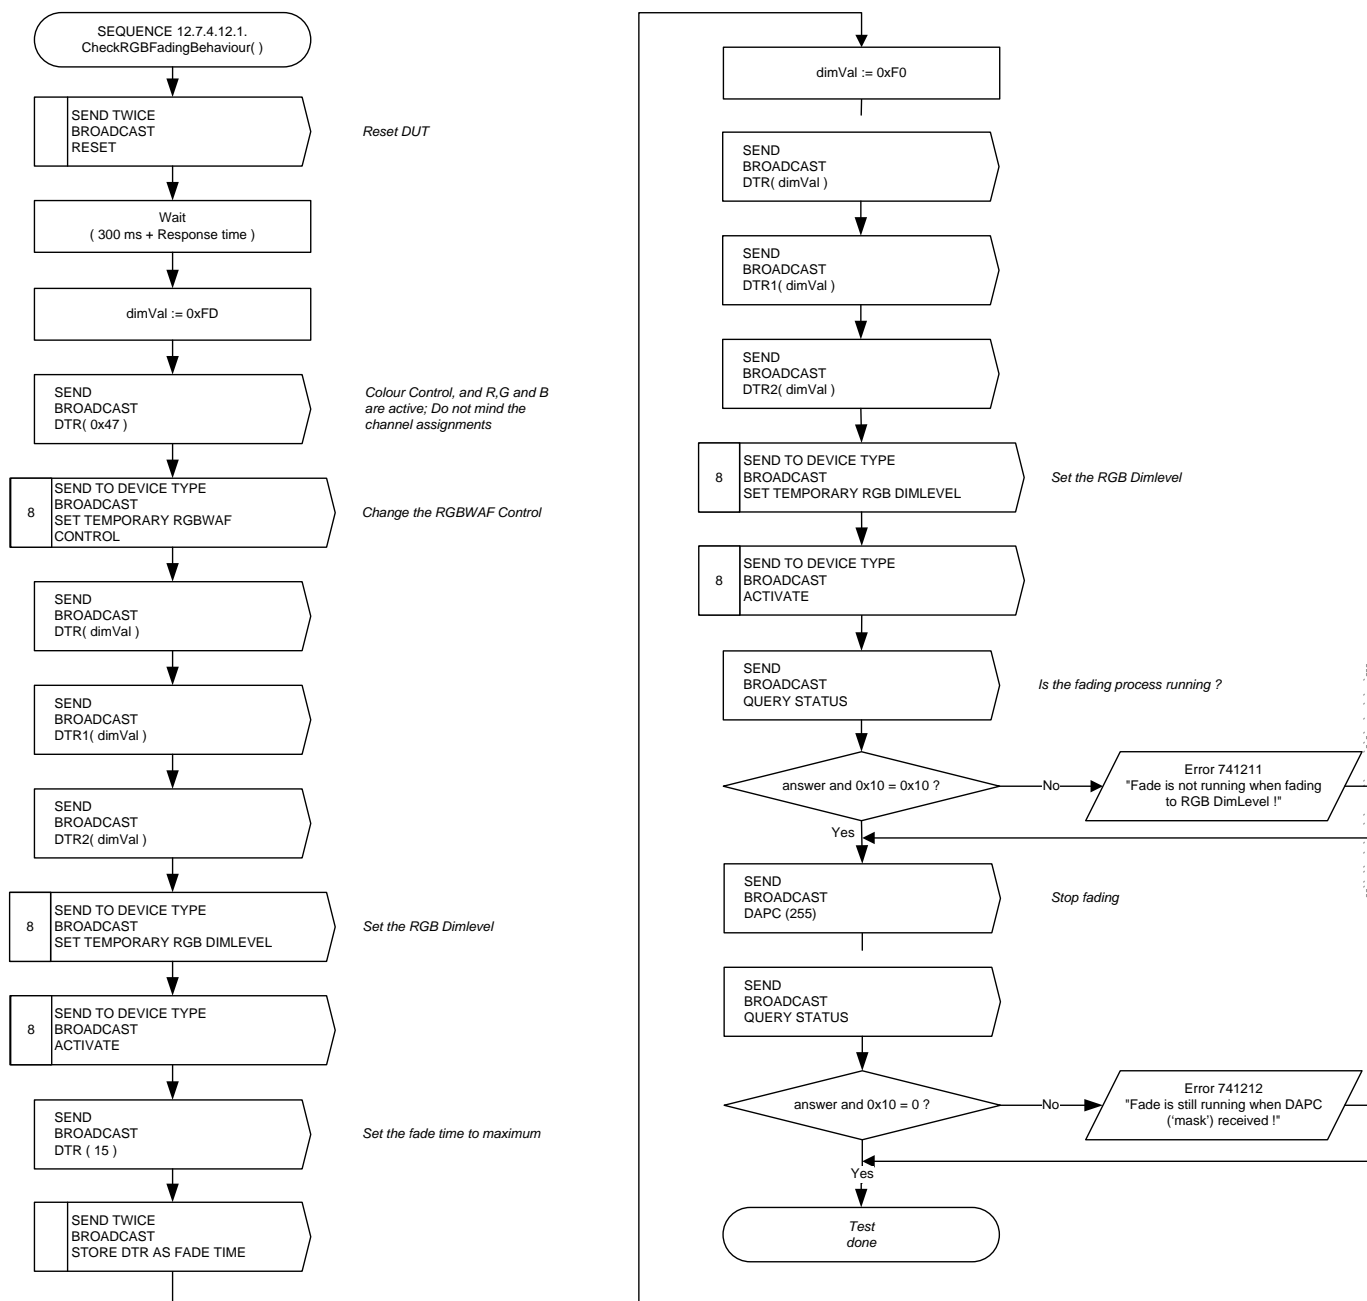 SEQUENCE 12.7.4.12.1.
CheckRGBFadingBehaviour( )
SEND TWICE
BROADCAST
RESET
Reset DUT
Wait
( 300 ms + Response time )
dimVal := 0xFD
SEND
BROADCAST
DTR( 0x47 )
Colour Control, and R,G and B
are active; Do not mind the
channel assignments
8
SEND TO DEVICE TYPE
BROADCAST
SET TEMPORARY RGBWAF
CONTROL
Change the RGBWAF Control
SEND
BROADCAST
DTR( dimVal )
SEND
BROADCAST
DTR1( dimVal )
SEND
BROADCAST
DTR2( dimVal )
8
SEND TO DEVICE TYPE
BROADCAST
SET TEMPORARY RGB DIMLEVEL
Set the RGB Dimlevel
8
SEND TO DEVICE TYPE
BROADCAST
ACTIVATE
SEND
BROADCAST
DTR ( 15 )
Set the fade time to maximum
SEND TWICE
BROADCAST
STORE DTR AS FADE TIME
dimVal := 0xF0
SEND
BROADCAST
DTR( dimVal )
SEND
BROADCAST
DTR1( dimVal )
SEND
BROADCAST
DTR2( dimVal )
8
SEND TO DEVICE TYPE
BROADCAST
SET TEMPORARY RGB DIMLEVEL
Set the RGB Dimlevel
8
SEND TO DEVICE TYPE
BROADCAST
ACTIVATE
SEND
BROADCAST
QUERY STATUS
Is the fading process running ?
answer and 0x10 = 0x10 ?
No
Error 741211
"Fade is not running when fading
to RGB DimLevel !"
Yes
SEND
BROADCAST
DAPC (255)
Stop fading
SEND
BROADCAST
QUERY STATUS
answer and 0x10 = 0 ?
No
Error 741212
"Fade is still running when DAPC
(‘mask’) received !"
Yes
Test
done